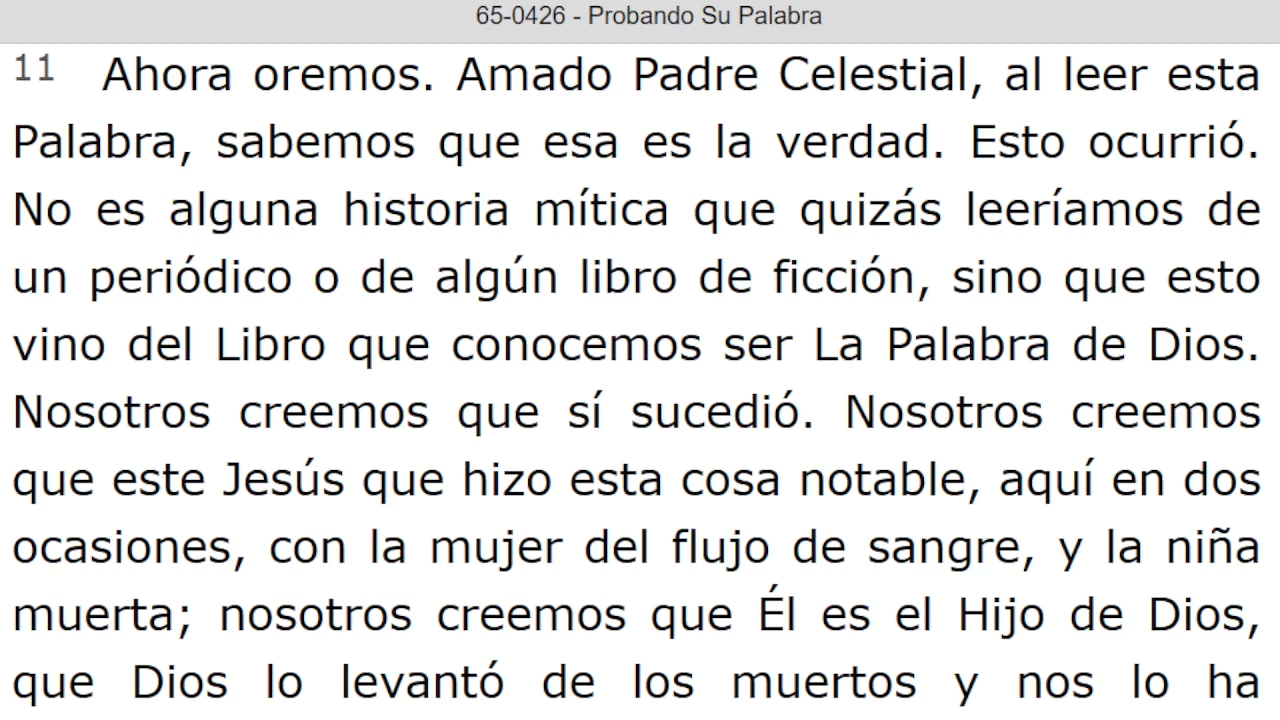 65-0426 - Probando Su Palabra
11 Ahora oremos. Amado Padre Celestial, al leer esta
Palabra, sabemos que esa es la verdad. Esto ocurrió.
No es alguna historia mítica que quizás leeríamos de
un periódico o de algún libro de ficción, sino que esto
vino del Libro que conocemos ser La Palabra de Dios.
Nosotros creemos que sí sucedió. Nosotros creemos
que este Jesús que hizo esta cosa notable, aquí en dos
ocasiones, con la mujer del flujo de sangre, y la niña
muerta; nosotros creemos que Él es el Hijo de Dios,
que Dios lo levantó de los muertos y nos lo ha